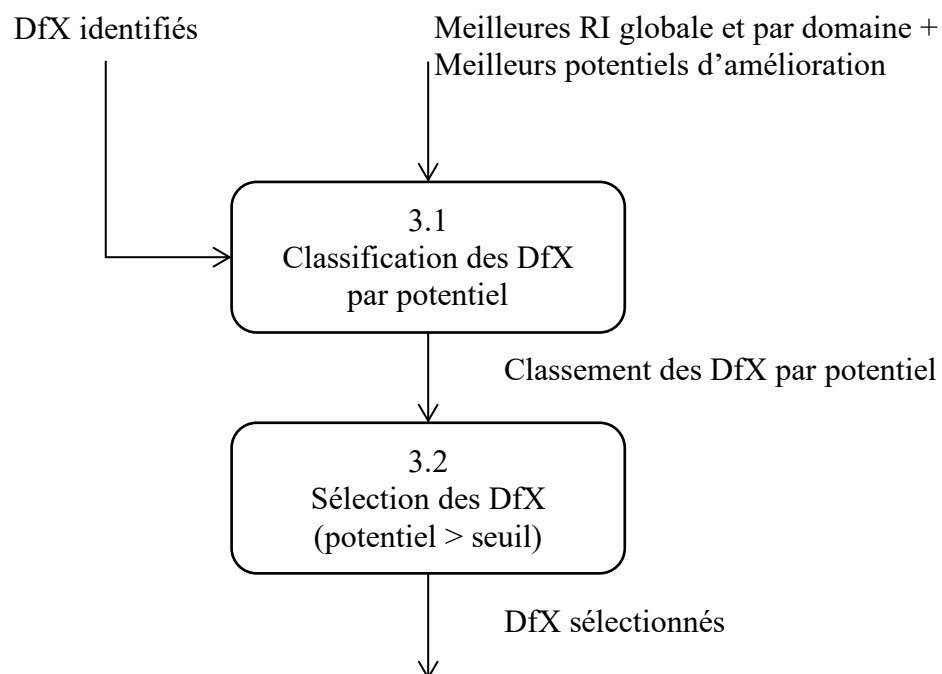 DfX identifiés
Meilleures RI globale et par domaine +
Meilleurs potentiels d’amélioration
3.1
Classification des DfX
par potentiel
Classement des DfX par potentiel
3.2
Sélection des DfX
(potentiel > seuil)
DfX sélectionnés